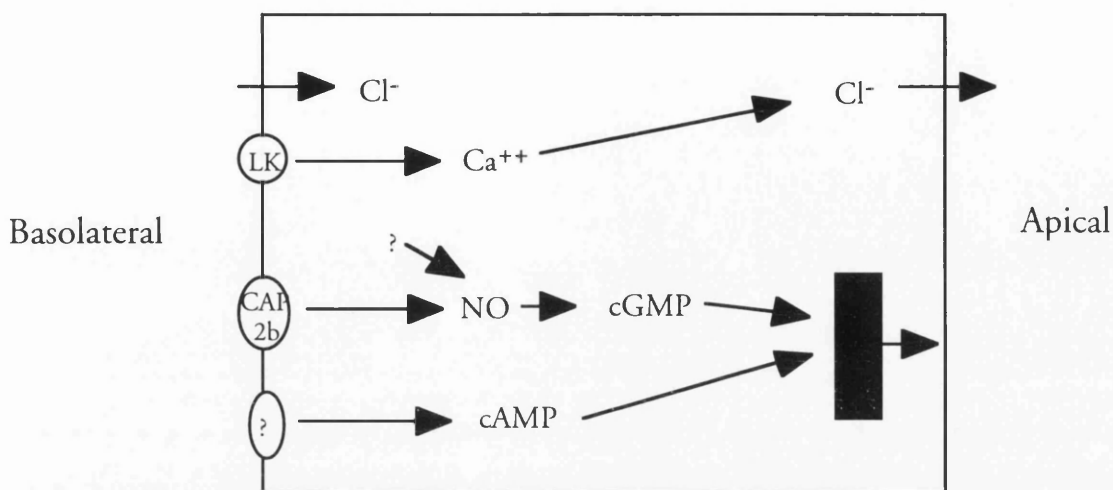 Cl-
Cl-
LK
Ca++
Basolateral
Apical
?
CAP
2b
NO
cGMP
?
cAMP